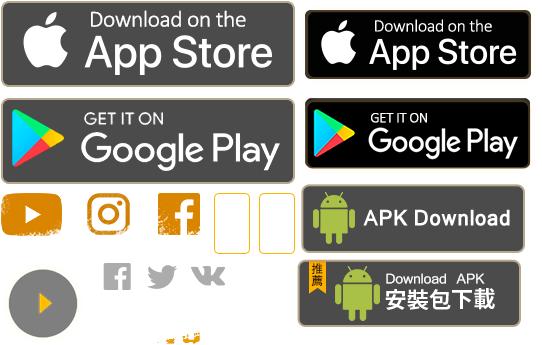 Download on the
App Store
Download on the
App Store
GET IT ON
Google Play
GET IT ON
Google Play
APK Download
推薦
Download APK
安裝包下載